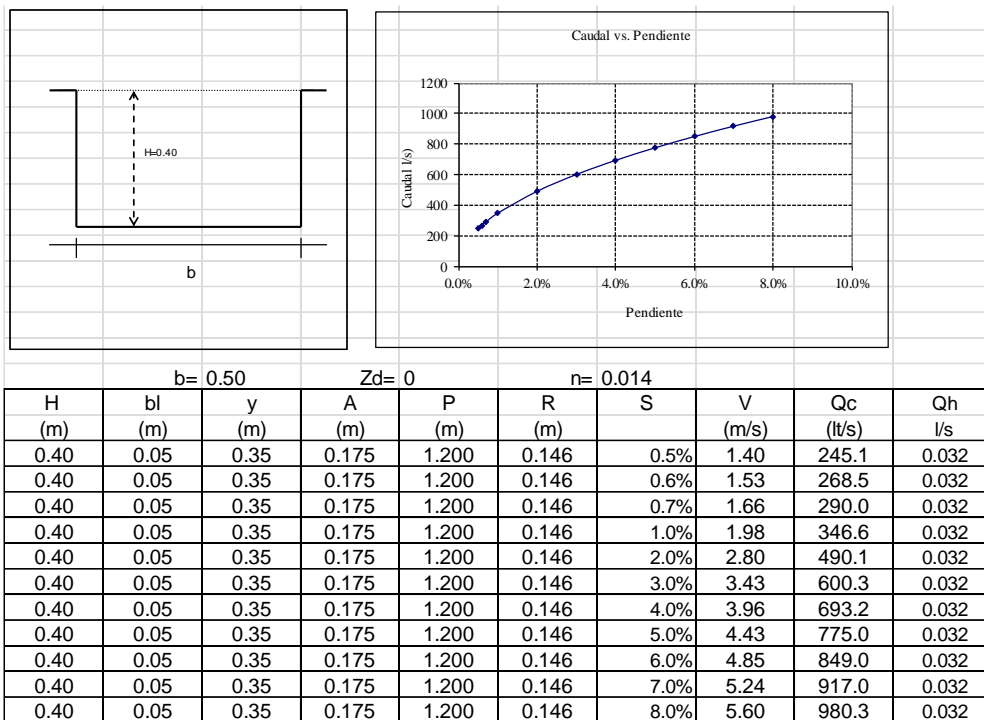 Caudal vs. Pendiente
1200
1000
800
600
400
200
0
Caudal l/s)
0.0% 2.0% 4.0% 6.0% 8.0% 10.0%
Pendiente
H=0.40
b
b= 0.50 Zd= 0 n= 0.014
H bl y A P R S V Qc Qh
(m) (m) (m) (m) (m) (m) (m/s) (lt/s) l/s
0.40 0.05 0.35 0.175 1.200 0.146 0.5% 1.40 245.1 0.032
0.40 0.05 0.35 0.175 1.200 0.146 0.6% 1.53 268.5 0.032
0.40 0.05 0.35 0.175 1.200 0.146 0.7% 1.66 290.0 0.032
0.40 0.05 0.35 0.175 1.200 0.146 1.0% 1.98 346.6 0.032
0.40 0.05 0.35 0.175 1.200 0.146 2.0% 2.80 490.1 0.032
0.40 0.05 0.35 0.175 1.200 0.146 3.0% 3.43 600.3 0.032
0.40 0.05 0.35 0.175 1.200 0.146 4.0% 3.96 693.2 0.032
0.40 0.05 0.35 0.175 1.200 0.146 5.0% 4.43 775.0 0.032
0.40 0.05 0.35 0.175 1.200 0.146 6.0% 4.85 849.0 0.032
0.40 0.05 0.35 0.175 1.200 0.146 7.0% 5.24 917.0 0.032
0.40 0.05 0.35 0.175 1.200 0.146 8.0% 5.60 980.3 0.032